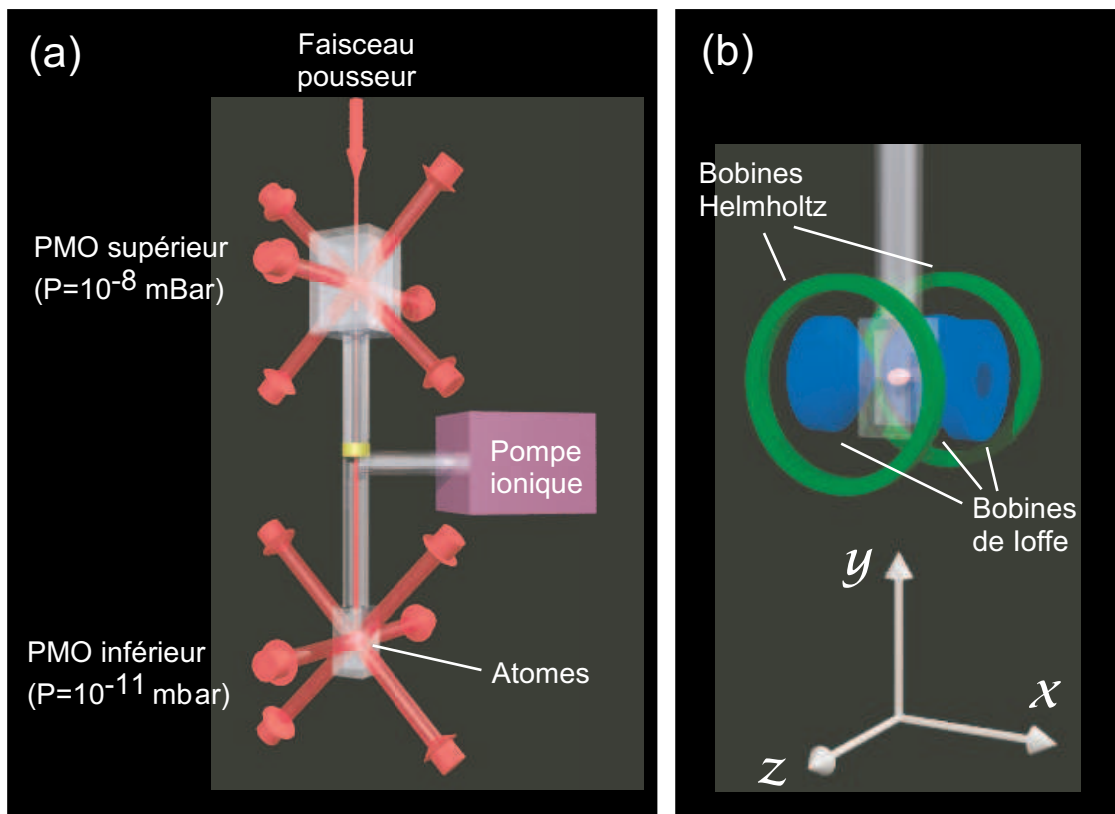 (a)
Faisceau
pousseur
PMO supérieur
(P=10-8 mBar)
Pompe
ionique
PMO inférieur
(P=10-11 mbar)
Atomes
(b)
Bobines
Helmholtz
Bobines
de Ioffe
y
x
z